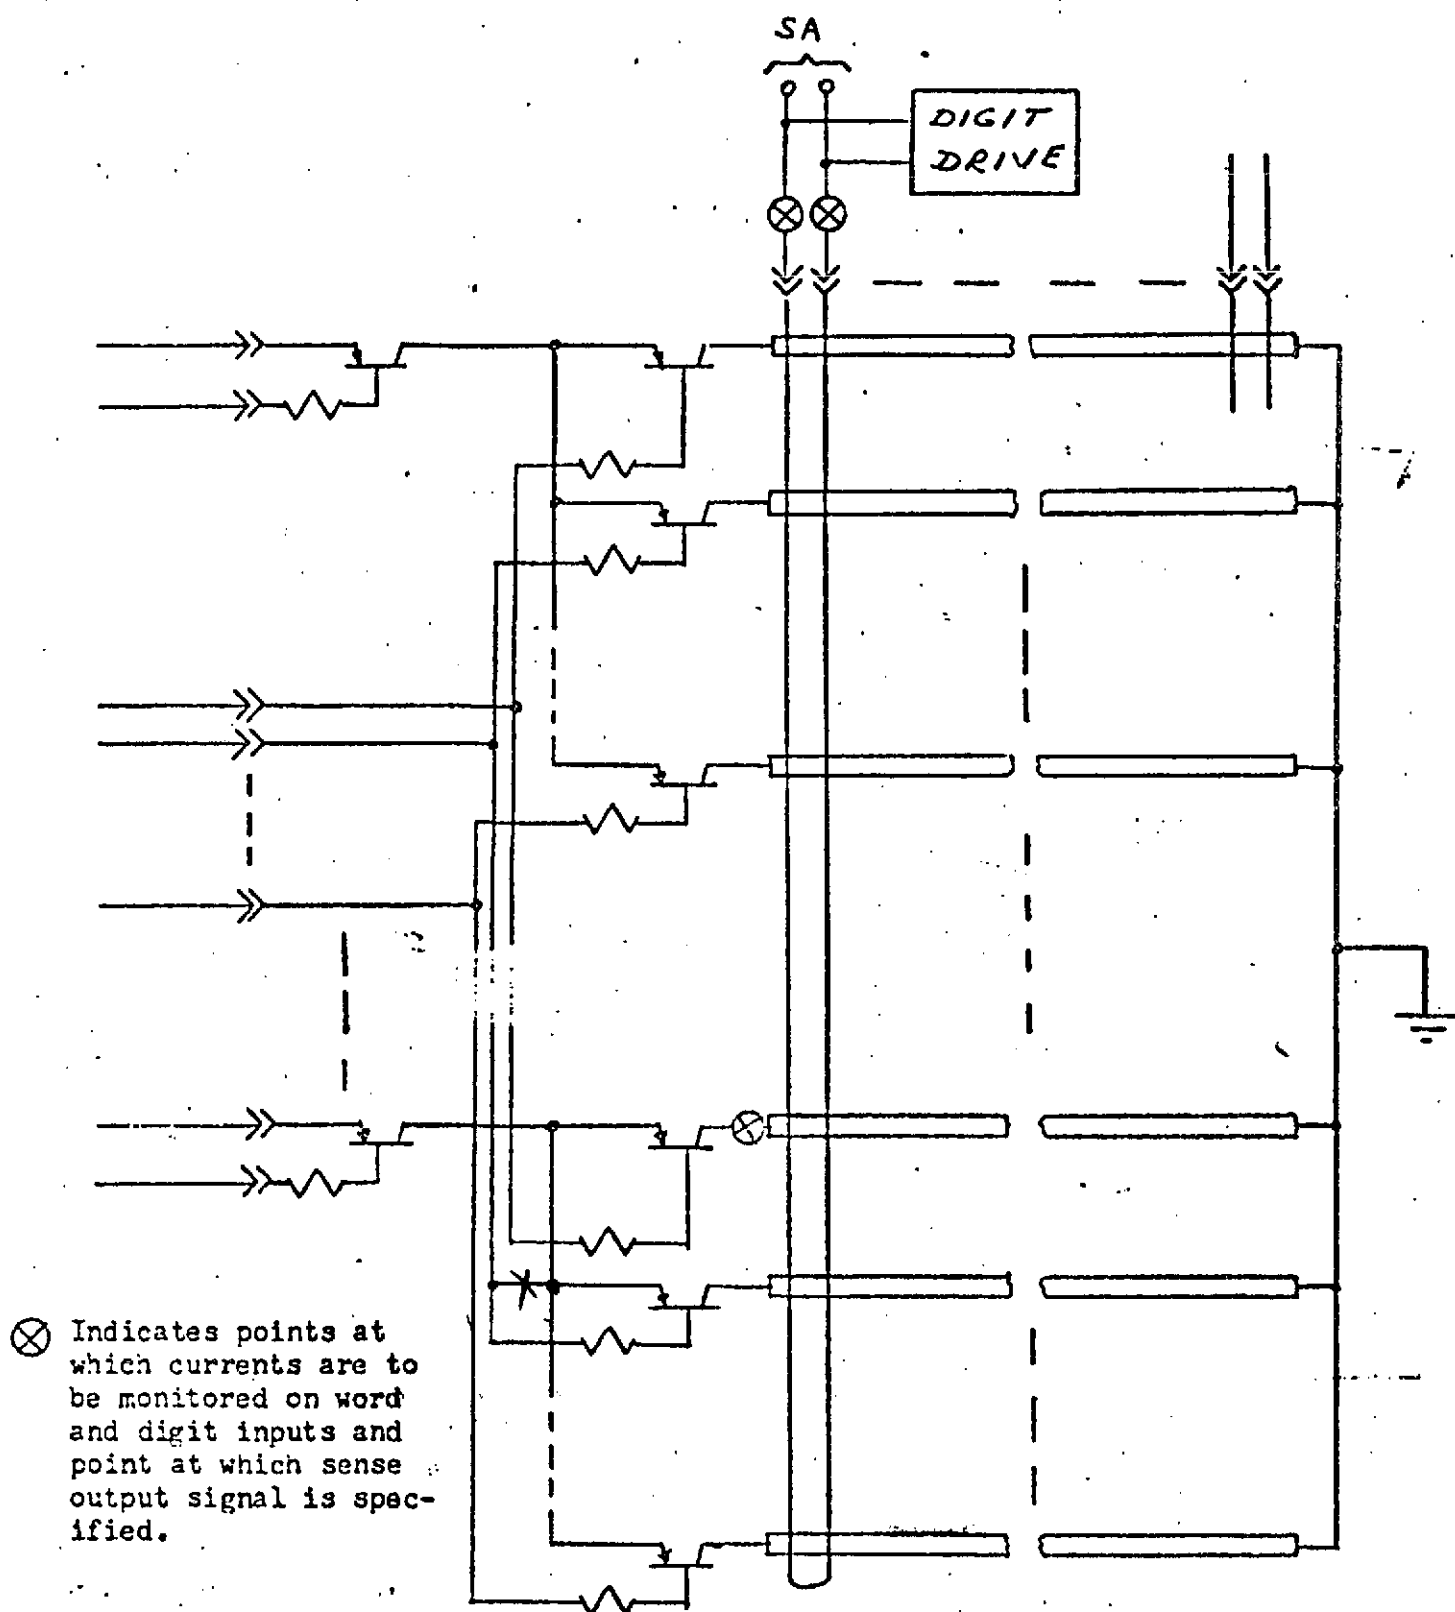 SA
DIGIT
DRIVE
Indicates points at
which currents are to
be monitored on word
and digit inputs and
point at which sense
output signal is spec-
ified.